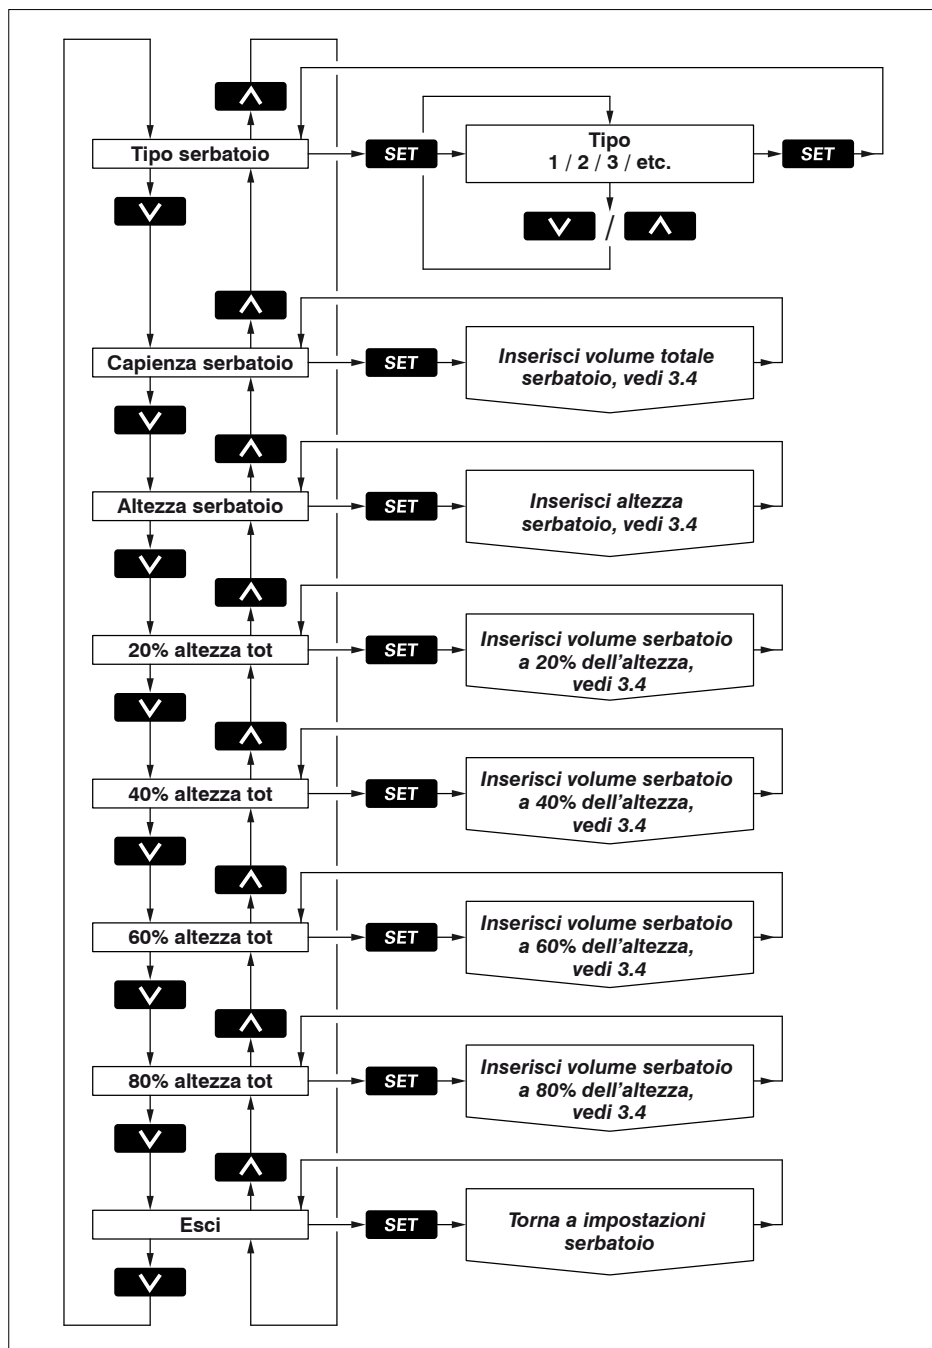 Tipo serbatoio
SET
Tipo
1 / 2 / 3 / etc.
SET
/
Capienza serbatoio
SET
Inserisci volume totale
serbatoio, vedi 3.4
Altezza serbatoio
SET
Inserisci altezza
serbatoio, vedi 3.4
20% altezza tot
SET
Inserisci volume serbatoio
a 20% dell'altezza,
vedi 3.4
40% altezza tot
SET
Inserisci volume serbatoio
a 40% dell'altezza,
vedi 3.4
60% altezza tot
SET
Inserisci volume serbatoio
a 60% dell'altezza,
vedi 3.4
80% altezza tot
SET
Inserisci volume serbatoio
a 80% dell'altezza,
vedi 3.4
Esci
SET
Torna a impostazioni
serbatoio